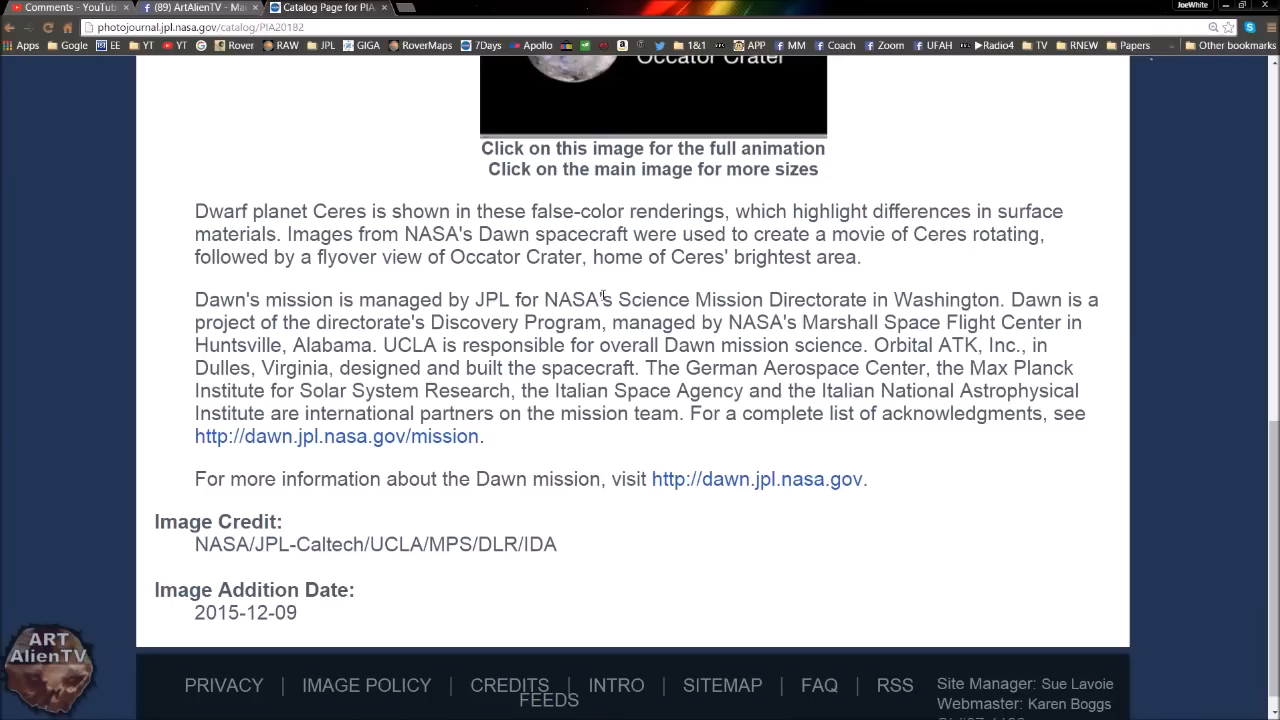 Comments - YouTu
(89) ArtAlienTV - Ma
Catalog Page for PIA
JoeWhite
photojournal.jpl.nasa.gov/catalog/PIA20182
Apps Gogle EE YT YT Rover RAW JPL GIGA RoverMaps 7Days Apollo 1&1 APP MM Coach Zoom UFAH Radio4 TV RNEW Papers Other bookmarks
Occator Crater
Click on this image for the full animation
Click on the main image for more sizes
Dwarf planet Ceres is shown in these false-color renderings, which highlight differences in surface
materials. Images from NASA's Dawn spacecraft were used to create a movie of Ceres rotating,
followed by a flyover view of Occator Crater, home of Ceres' brightest area.
Dawn's mission is managed by JPL for NASA's Science Mission Directorate in Washington. Dawn is a
project of the directorate's Discovery Program, managed by NASA's Marshall Space Flight Center in
Huntsville, Alabama. UCLA is responsible for overall Dawn mission science. Orbital ATK, Inc., in
Dulles, Virginia, designed and built the spacecraft. The German Aerospace Center, the Max Planck
Institute for Solar System Research, the Italian Space Agency and the Italian National Astrophysical
Institute are international partners on the mission team. For a complete list of acknowledgments, see
http://dawn.jpl.nasa.gov/mission.
For more information about the Dawn mission, visit http://dawn.jpl.nasa.gov.
Image Credit:
NASA/JPL-Caltech/UCLA/MPS/DLR/IDA
Image Addition Date:
2015-12-09
ART
AlienTV
PRIVACY | IMAGE POLICY | CREDITS | INTRO | SITEMAP | FAQ | RSS
FEEDS
Site Manager: Sue Lavoie
Webmaster: Karen Boggs